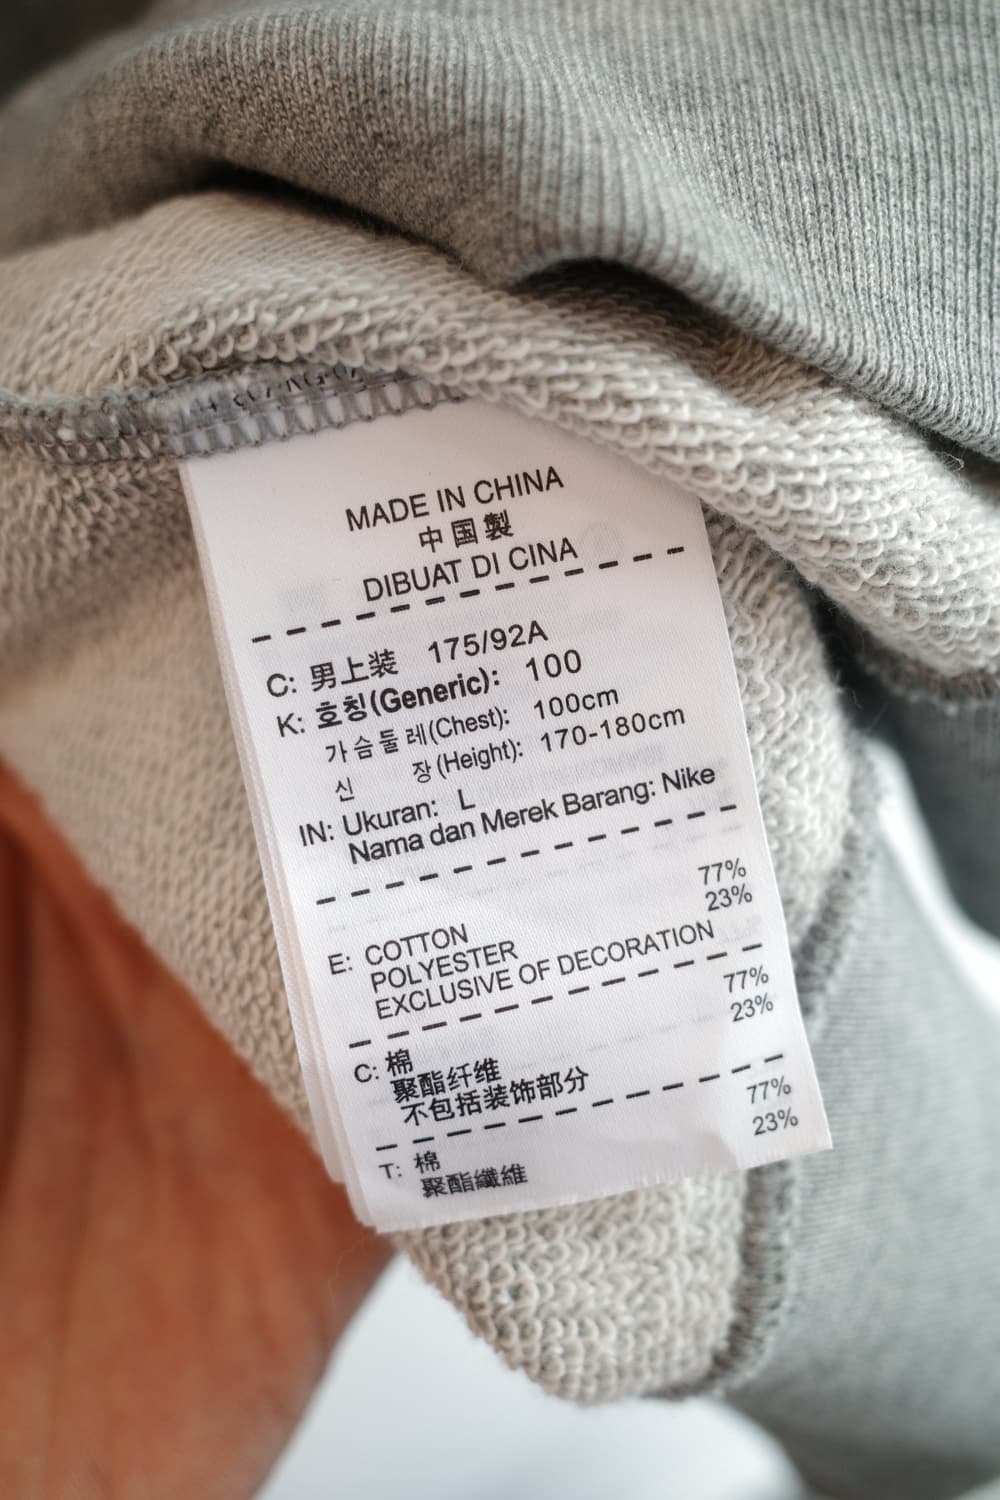 MADE IN CHINA
中国製
DIBUAT DI CINA
C: 男上装 175/92A
K: 호칭(Generic): 100
가슴둘레(Chest): 100cm
신 장(Height): 170-180cm
IN: Ukuran: L
Nama dan Merek Barang: Nike
E: COTTON 77%
POLYESTER 23%
EXCLUSIVE OF DECORATION
C: 棉 77%
聚酯纤维 23%
不包括装饰部分
T: 棉 77%
聚酯纖維 23%